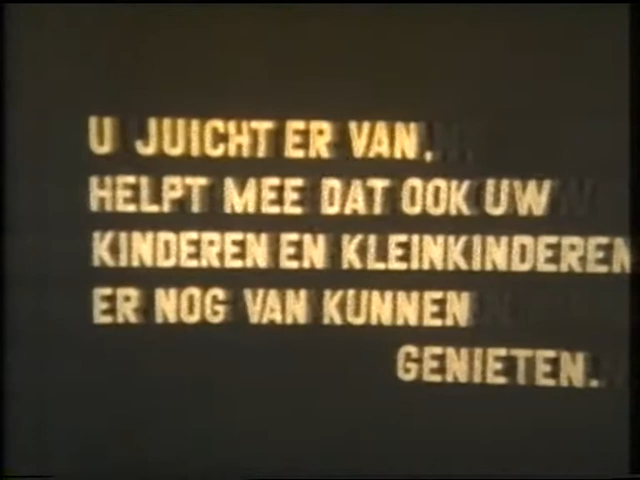 U JUICHT ER VAN.
HELPT MEE DAT OOK UW
KINDEREN EN KLEINKINDEREN
ER NOG VAN KUNNEN
GENIETEN.